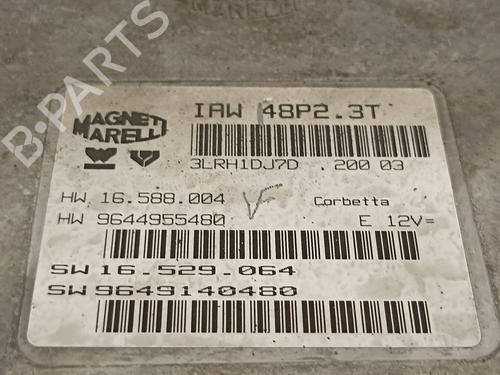 MARELLI
B-PARTS
MAGNETI
MARELLI
IAW 48P2.3T
3LRH1DJ7D 200 03
HW 16.588.004 Corbetta
HW 9644955480 E 12V=
SW 16.529.064
SW 9649140480